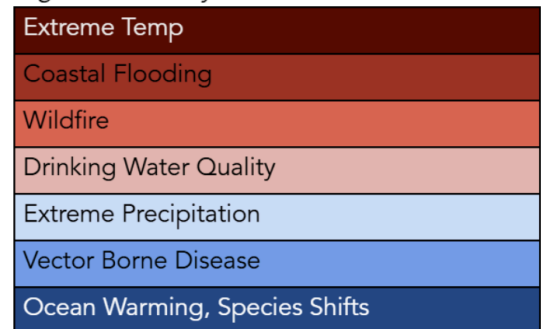 Extreme Temp
Coastal Flooding
Wildfire
Drinking Water Quality
Extreme Precipitation
Vector Borne Disease
Ocean Warming, Species Shifts